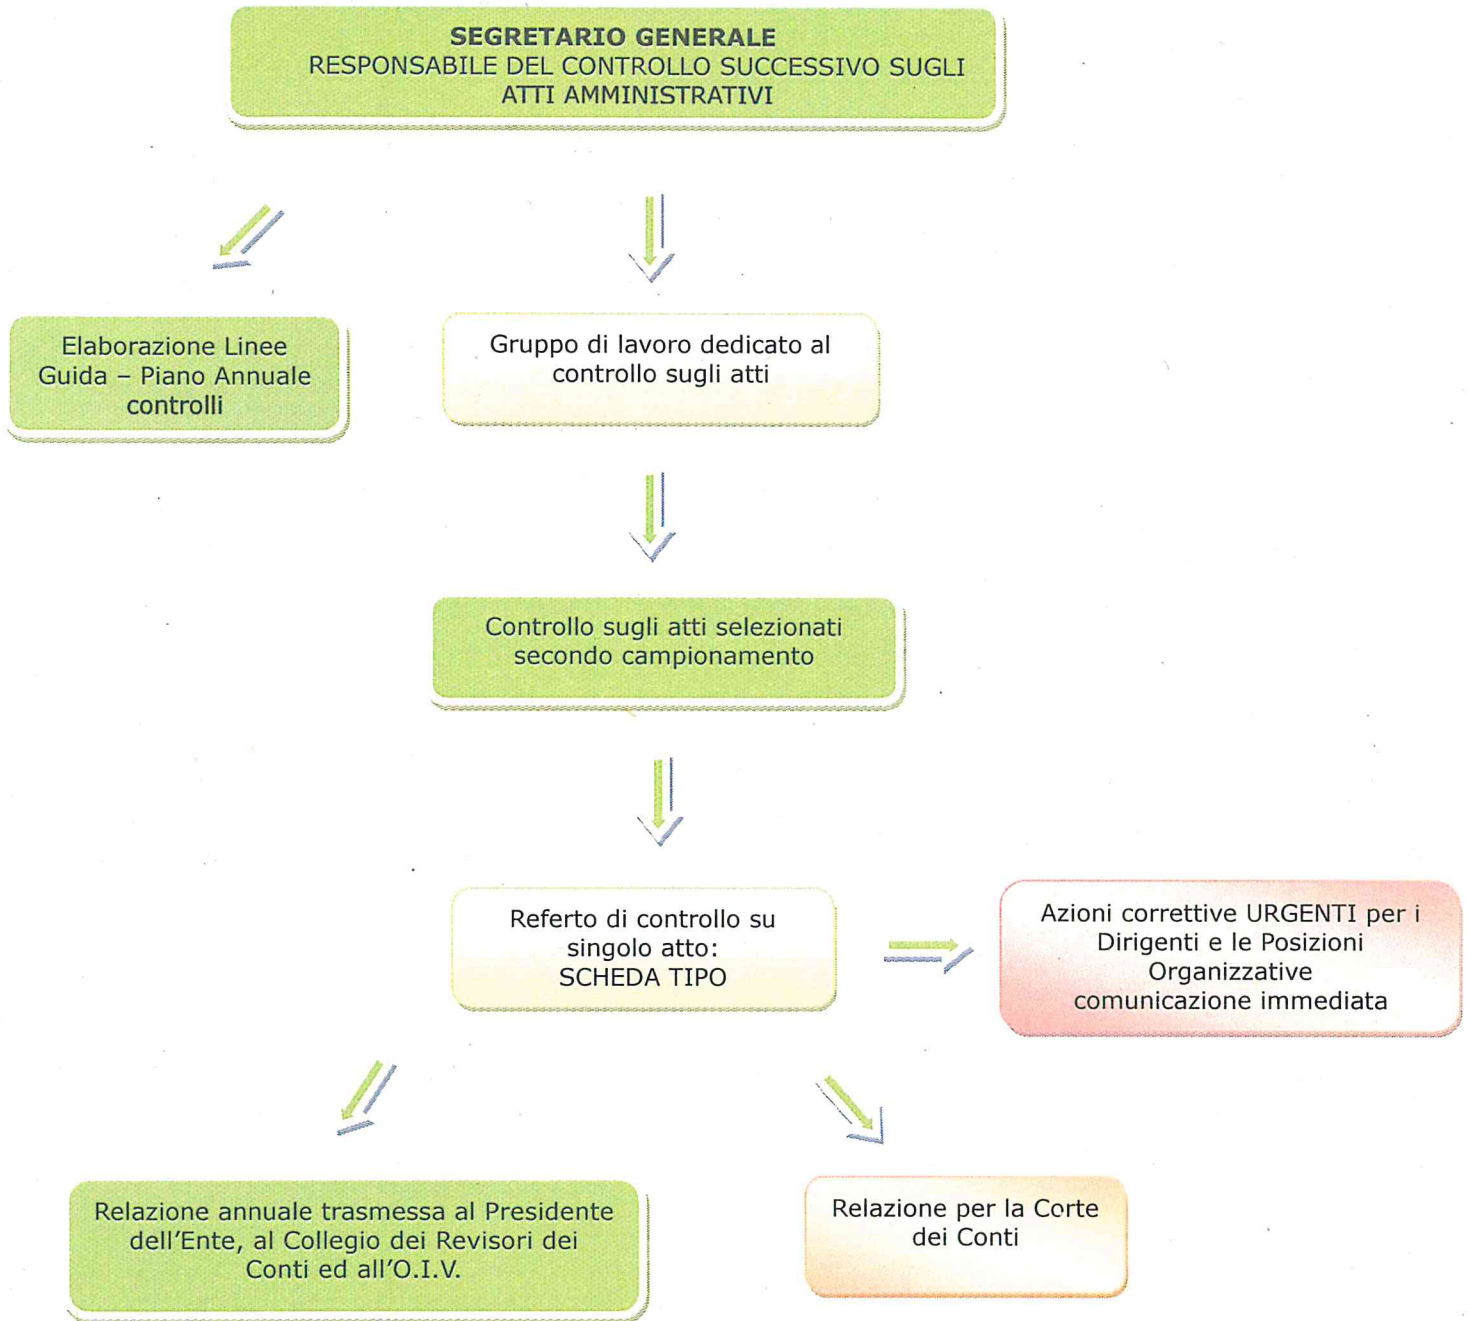 SEGRETARIO GENERALE
RESPONSABILE DEL CONTROLLO SUCCESSIVO SUGLI
ATTI AMMINISTRATIVI
Elaborazione Linee
Guida – Piano Annuale
controlli
Gruppo di lavoro dedicato al
controllo sugli atti
Controllo sugli atti selezionati
secondo campionamento
Referto di controllo su
singolo atto:
SCHEDA TIPO
Azioni correttive URGENTI per i
Dirigenti e le Posizioni
Organizzative
comunicazione immediata
Relazione annuale trasmessa al Presidente
dell'Ente, al Collegio dei Revisori dei
Conti ed all'O.I.V.
Relazione per la Corte
dei Conti